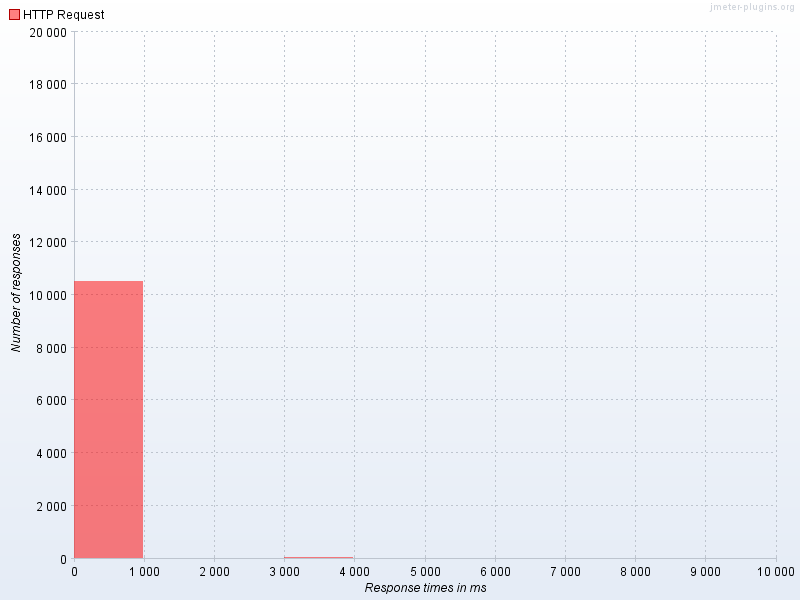 jmeter-plugins.org
HTTP Request
20 000
18 000
16 000
14 000
12 000
10 000
8 000
6 000
4 000
2 000
0
Number of responses
0 1 000 2 000 3 000 4 000 5 000 6 000 7 000 8 000 9 000 10 000
Response times in ms